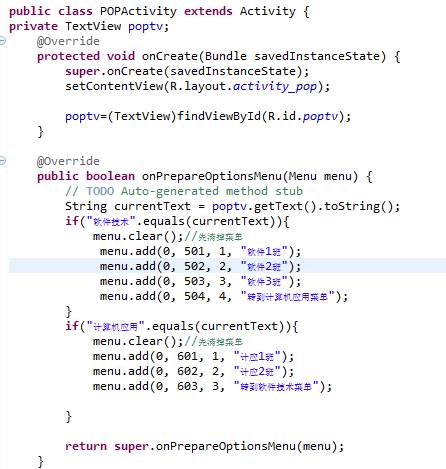 public class POPActivity extends Activity {
private TextView poptv;
@Override
protected void onCreate(Bundle savedInstanceState) {
super.onCreate(savedInstanceState);
setContentView(R.layout.activity_pop);
poptv=(TextView)findViewById(R.id.poptv);
}
@Override
public boolean onPrepareOptionsMenu(Menu menu) {
// TODO Auto-generated method stub
String currentText = poptv.getText().toString();
if("软件技术".equals(currentText)){
menu.clear();//先清掉菜单
menu.add(0, 501, 1, "软件1班");
menu.add(0, 502, 2, "软件2班");
menu.add(0, 503, 3, "软件3班");
menu.add(0, 504, 4, "转到计算机应用菜单");
}
if("计算机应用".equals(currentText)){
menu.clear();//先清掉菜单
menu.add(0, 601, 1, "计应1班");
menu.add(0, 602, 2, "计应2班");
menu.add(0, 603, 3, "转到软件技术菜单");
}
return super.onPrepareOptionsMenu(menu);
}